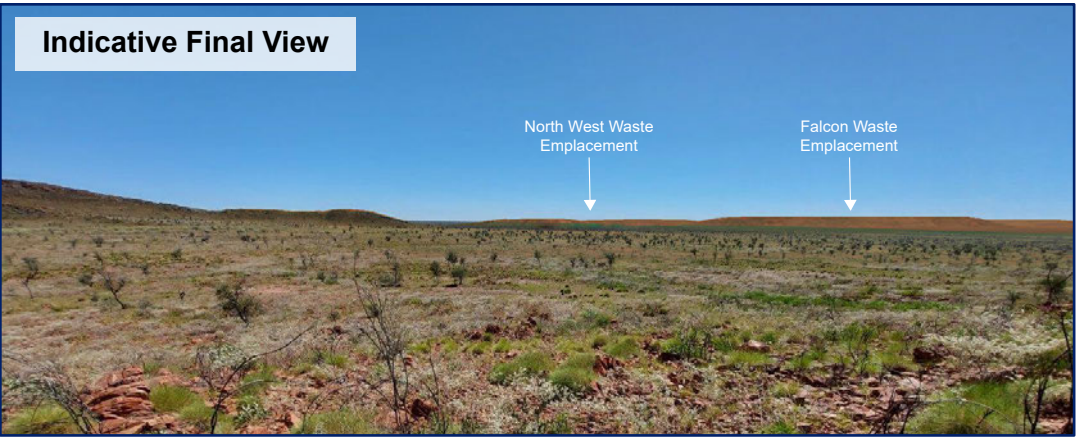 Indicative Final View
North West Waste
Emplacement
Falcon Waste
Emplacement